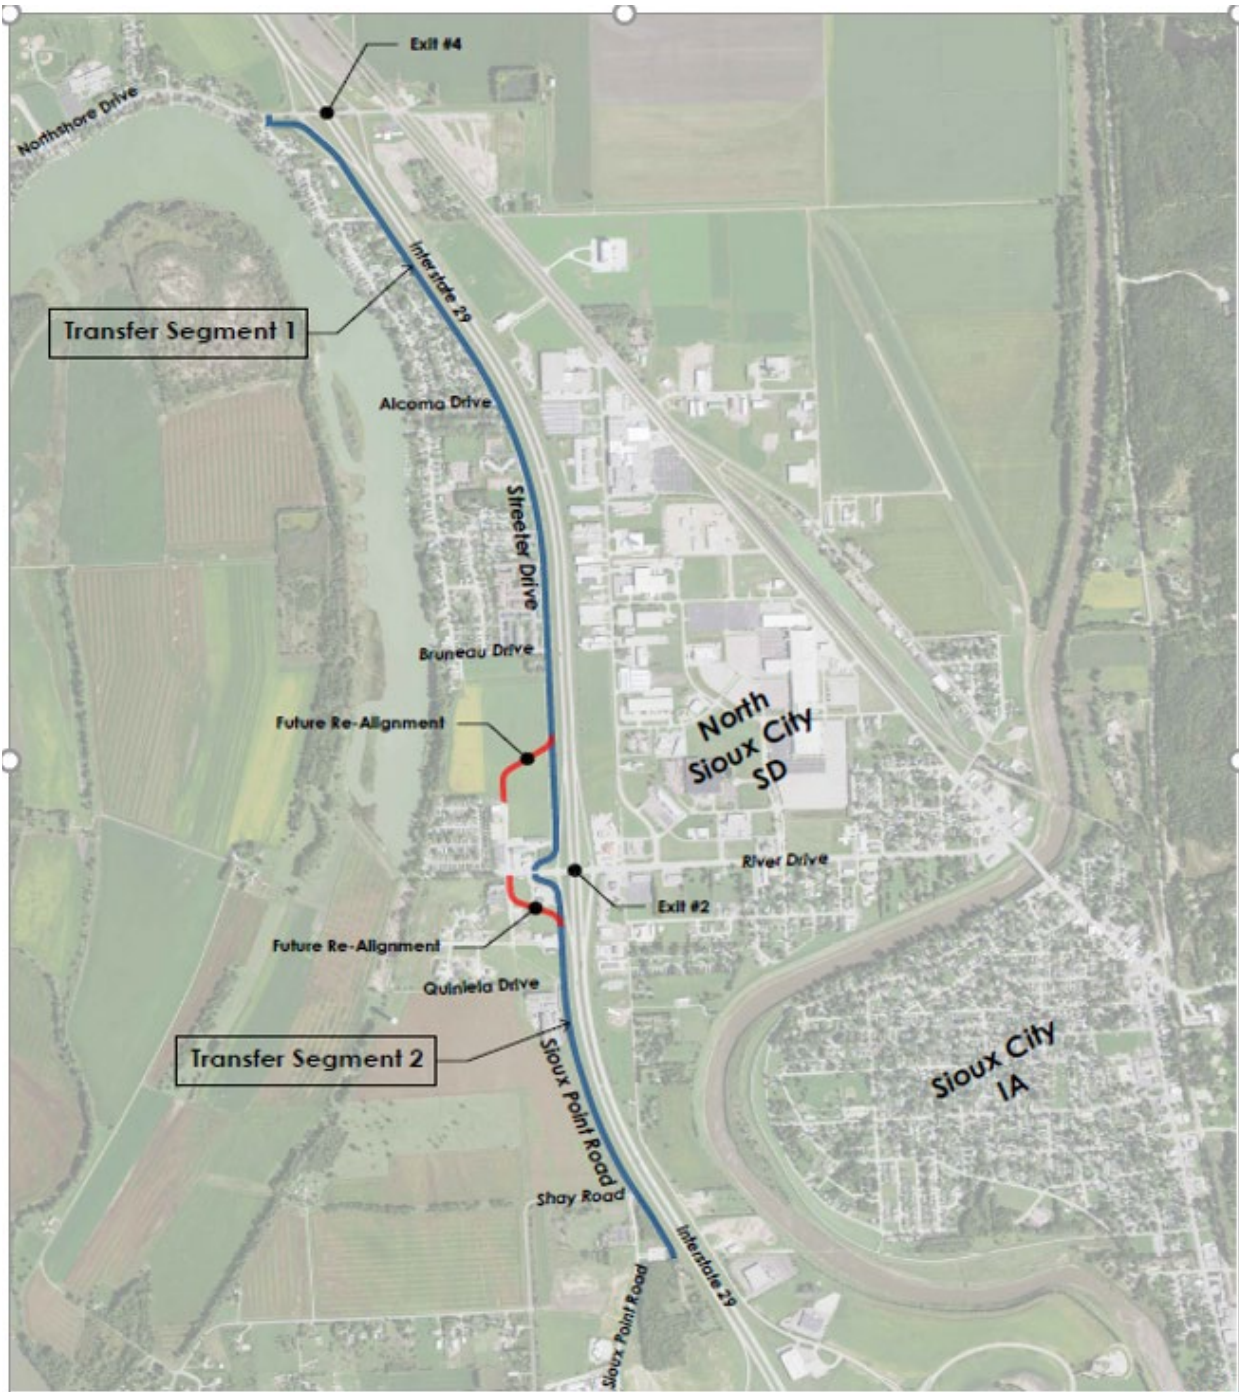 Exit #4
Northshore Drive
Interstate 29
Transfer Segment 1
Alcoma Drive
Streeter Drive
Bruneau Drive
Future Re-Alignment
North
Sioux City
SD
River Drive
Exit #2
Future Re-Alignment
Quiniela Drive
Transfer Segment 2
Sioux Point Road
Sioux City
IA
Shay Road
Interstate 29
Sioux Point Road